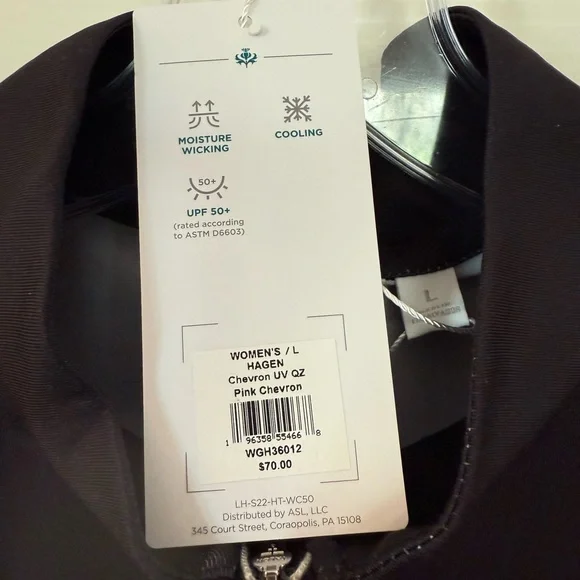 MOISTURE
WICKING
COOLING
50+
UPF 50+
(rated according
to ASTM D6603)
L
WOMEN'S / L
HAGEN
Chevron UV QZ
Pink Chevron
1 96358 55466 8
WGH36012
$70.00
LH-S22-HT-WC50
Distributed by ASL, LLC
345 Court Street, Coraopolis, PA 15108